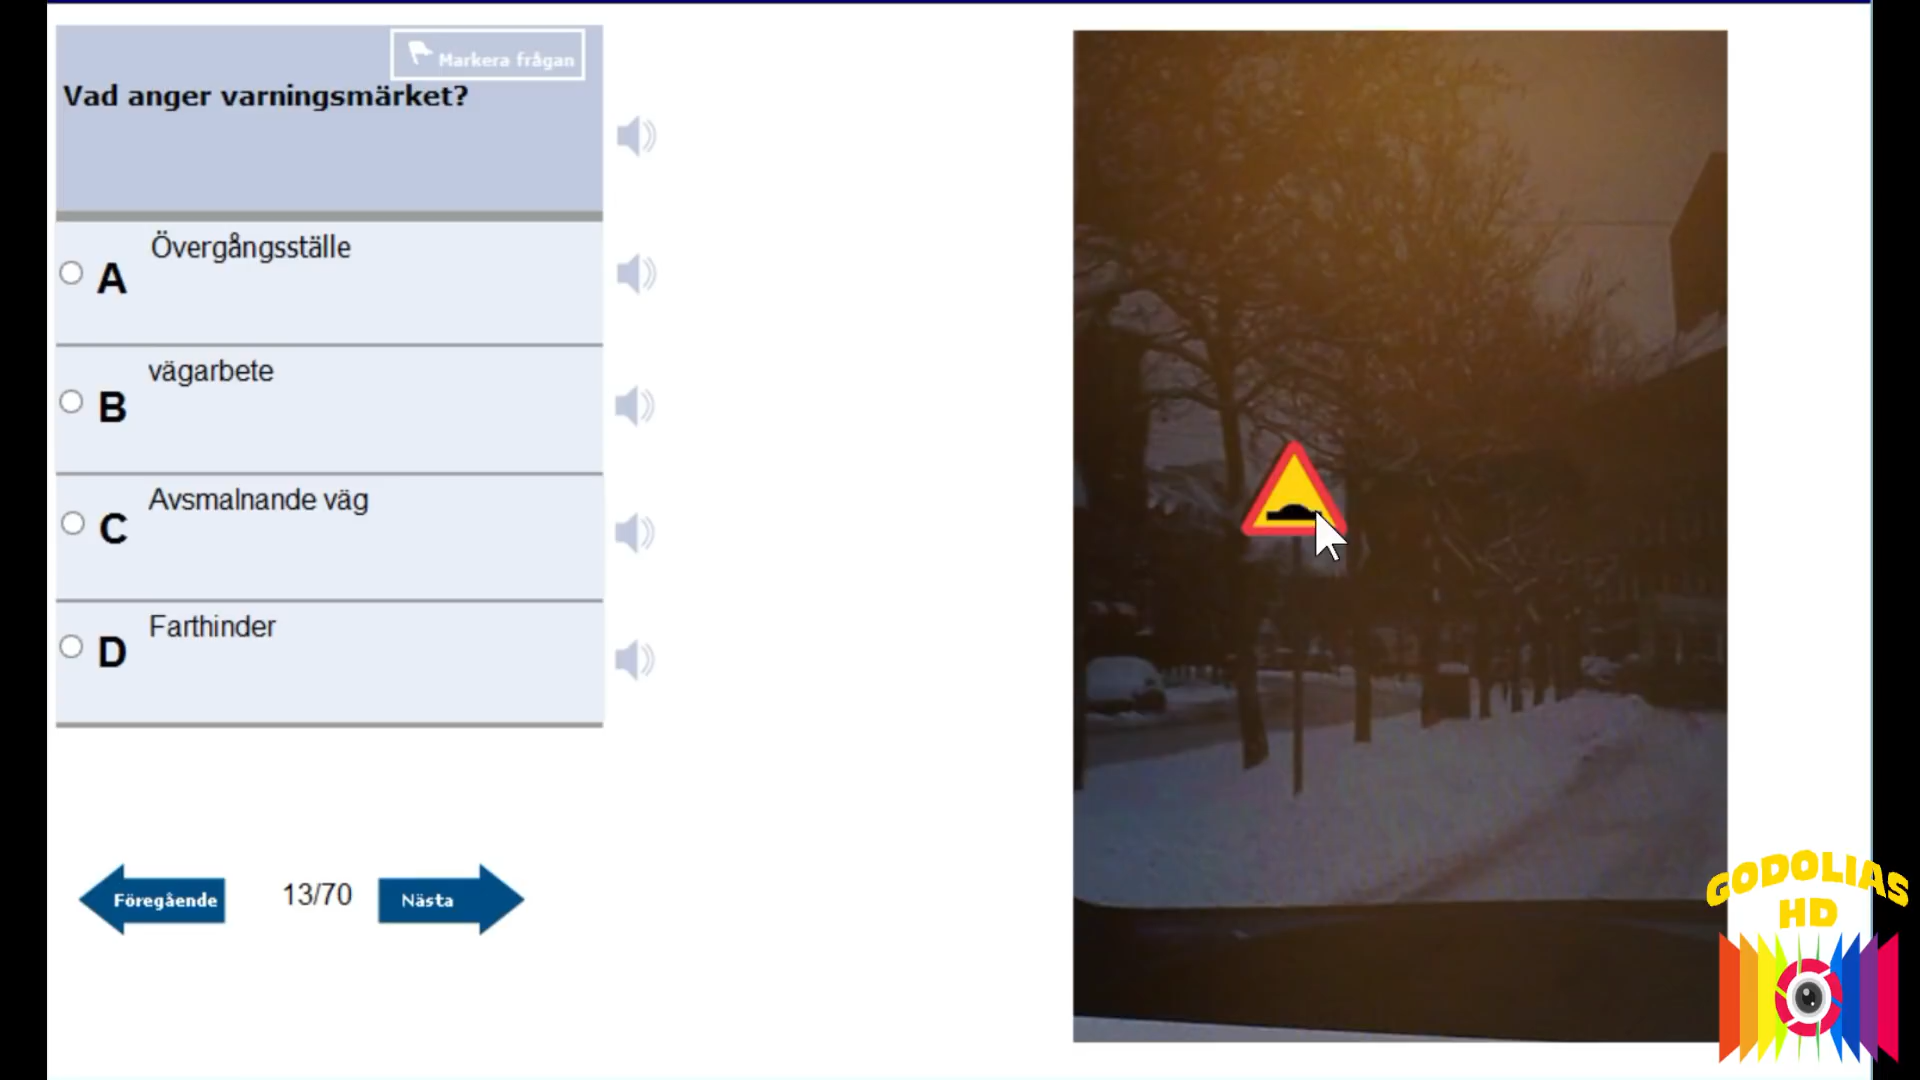 Markera frågan
Vad anger varningsmärket?
A
Övergångsställe
B
vägarbete
C
Avsmalnande väg
D
Farthinder
Föregående
13/70
Nästa
GODOLIAS
HD